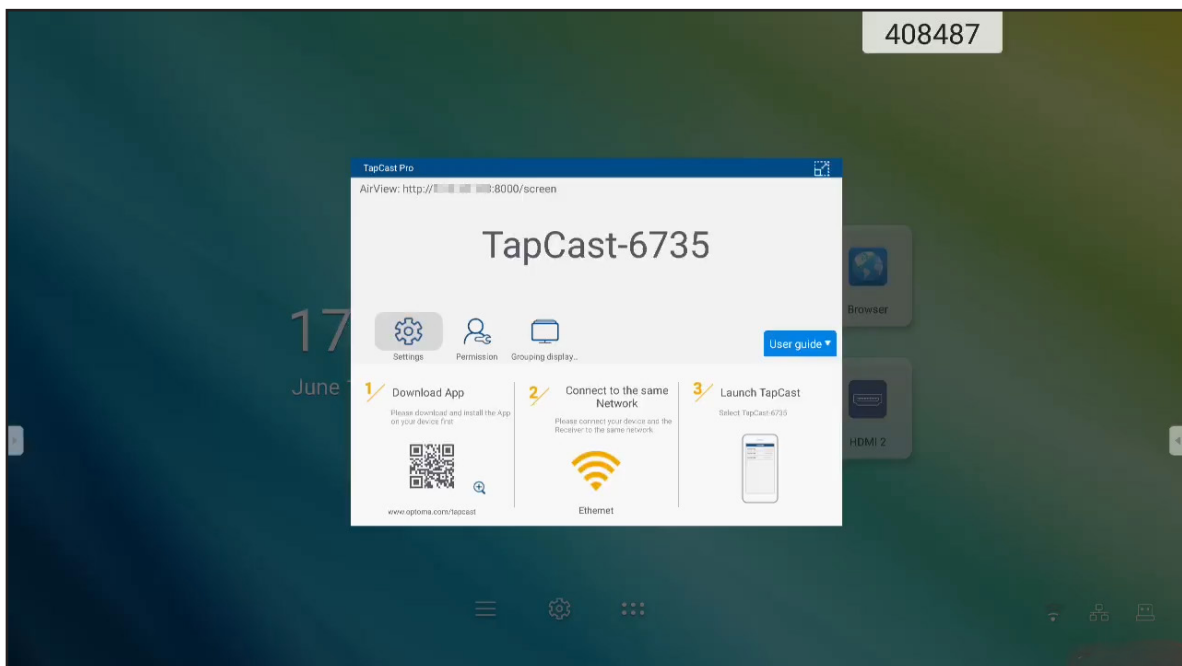 408487
TapCast Pro
AirView: http://
:8000/screen
TapCast-6735
17
June
Browser
HDMI 2
Settings
Permission
Grouping display..
User guide
1/ Download App
Please download and install the App
on your device first
www.optoma.com/tapcast
2/ Connect to the same
Network
Please connect your device and the
Receiver to the same network
Ethernet
3/ Launch TapCast
Select TapCast-6735